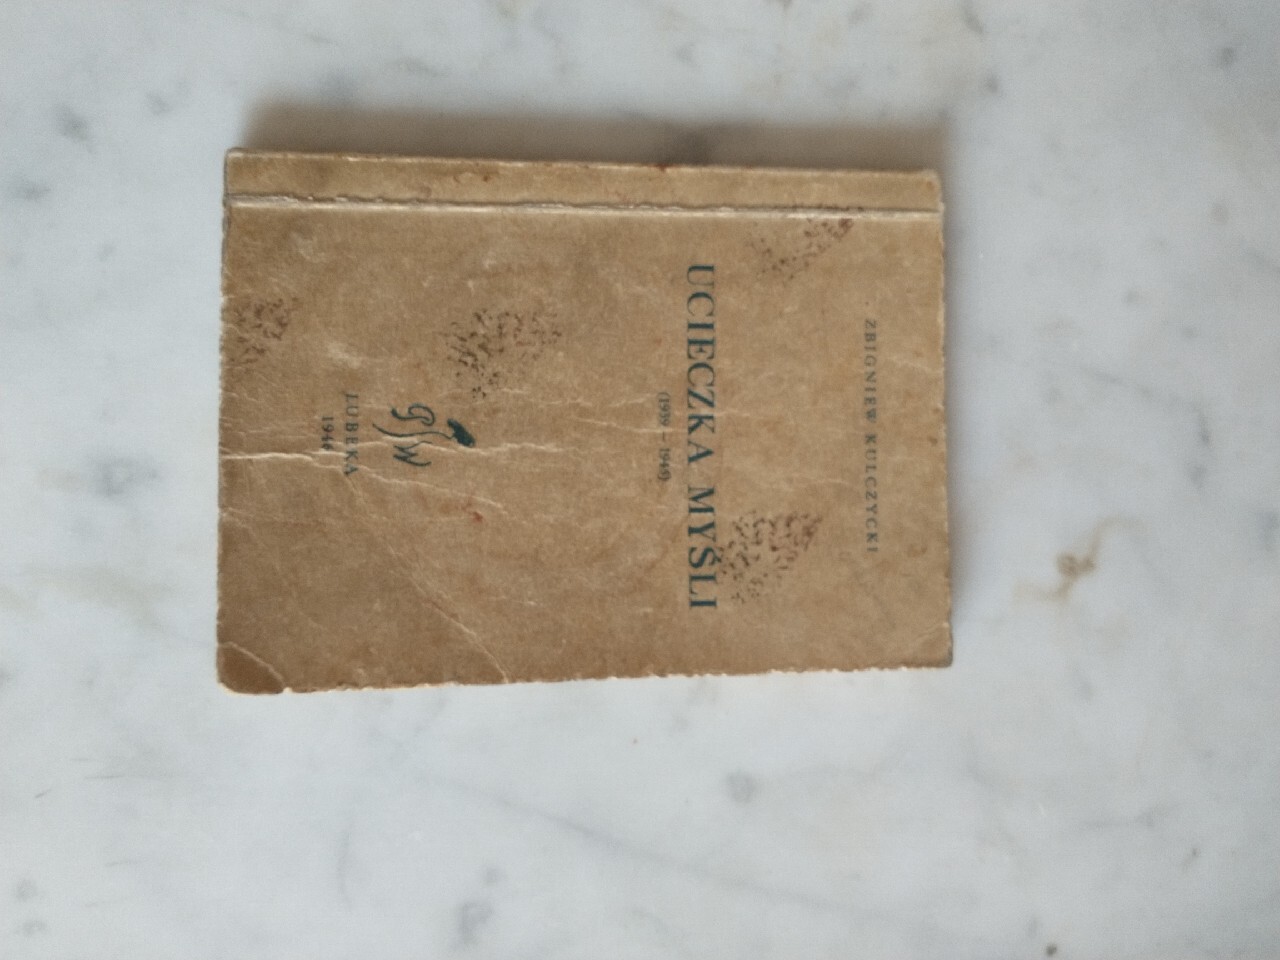 ZBIGNIEW KULCZYCKI
UCIECZKA MYŚLI
(1939 — 1945)
LUBEKA
1946